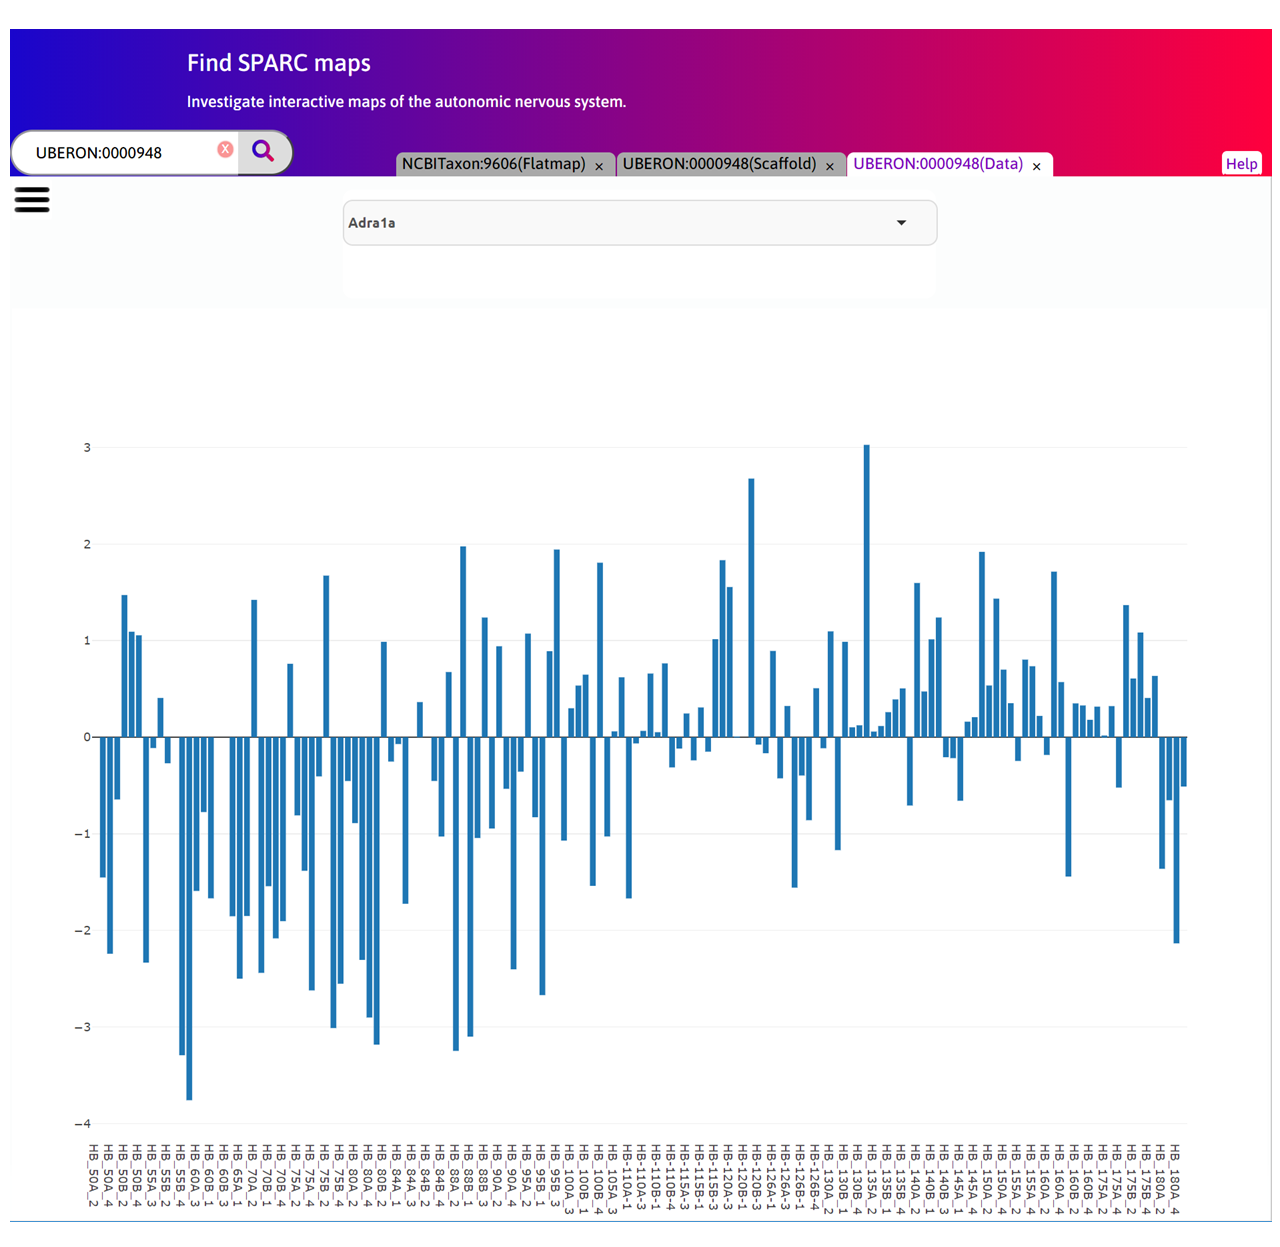 Find SPARC maps
Investigate interactive maps of the autonomic nervous system.
UBERON:0000948
X
NCBITaxon:9606(Flatmap) ×
UBERON:0000948(Scaffold) ×
UBERON:0000948(Data) ×
Help
Adra1a
3
2
1
0
−1
−2
−3
−4
HB_50A_2
HB_50A_4
HB_50B_2
HB_50B_4
HB_55A_3
HB_55B_2
HB_55B_4
HB_60A_3
HB_60B_1
HB_60B_3
HB_65A_1
HB_70A_2
HB_70B_1
HB_70B_4
HB_75A_2
HB_75A_4
HB_75B_2
HB_75B_4
HB_80A_2
HB_80A_4
HB_80B_2
HB_84A_1
HB_84A_3
HB_84B_2
HB_84B_4
HB_88A_2
HB_88B_1
HB_88B_3
HB_90A_2
HB_90A_4
HB_95A_2
HB_95B_1
HB_95B_3
HB_100A_3
HB_100B_1
HB_100B_4
HB_105A_3
HB-110A-1
HB-110A-3
HB-110B-1
HB-110B-4
HB-115A-3
HB-115B-1
HB-115B-3
HB-120A-3
HB-120B-1
HB-120B-3
HB-126A-1
HB-126A-3
HB-126B-1
HB-126B-4
HB_130A_2
HB_130B_1
HB_130B_4
HB_135A_2
HB_135B_1
HB_135B_4
HB_140A_2
HB_140B_1
HB_140B_3
HB_145A_1
HB_145A_4
HB_150A_2
HB_150A_4
HB_155A_2
HB_155A_4
HB_160A_2
HB_160A_4
HB_160B_2
HB_160B_4
HB_175A_2
HB_175A_4
HB_175B_2
HB_175B_4
HB_180A_2
HB_180A_4